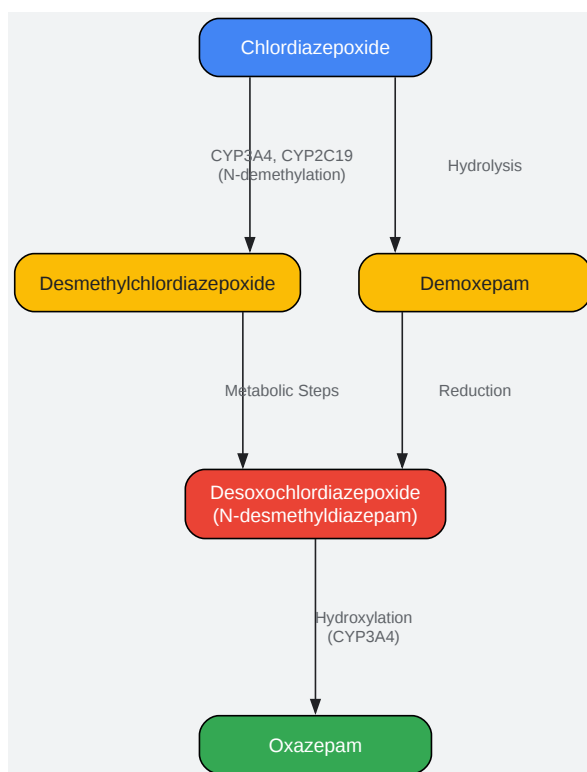 Chlordiazepoxide
CYP3A4, CYP2C19
(N-demethylation)
Hydrolysis
Desmethylchlordiazepoxide
Demoxepam
Metabolic Steps
Reduction
Desoxochlordiazepoxide
(N-desmethyldiazepam)
Hydroxylation
(CYP3A4)
Oxazepam